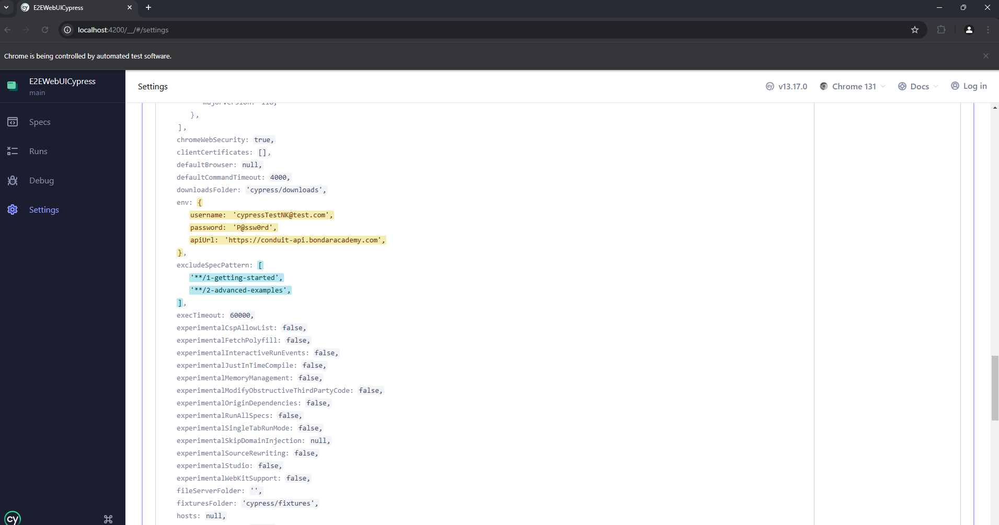 E2EWebUICypress
localhost:4200/__/#/settings
Chrome is being controlled by automated test software.
E2EWebUICypress
main
Specs
Runs
Debug
Settings
cy
Settings
cy v13.17.0
Chrome 131
Docs
Log in
majorVersion: 118,
},
],
chromeWebSecurity: true,
clientCertificates: [],
defaultBrowser: null,
defaultCommandTimeout: 4000,
downloadsFolder: 'cypress/downloads',
env: {
username: 'cypressTestNK@test.com',
password: 'P@ssw0rd',
apiUrl: 'https://conduit-api.bondaracademy.com',
},
excludeSpecPattern: [
'**/1-getting-started',
'**/2-advanced-examples',
],
execTimeout: 60000,
experimentalCspAllowList: false,
experimentalFetchPolyfill: false,
experimentalInteractiveRunEvents: false,
experimentalJustInTimeCompile: false,
experimentalMemoryManagement: false,
experimentalModifyObstructiveThirdPartyCode: false,
experimentalOriginDependencies: false,
experimentalRunAllSpecs: false,
experimentalSingleTabRunMode: false,
experimentalSkipDomainInjection: null,
experimentalSourceRewriting: false,
experimentalStudio: false,
experimentalWebKitSupport: false,
fileServerFolder: '',
fixturesFolder: 'cypress/fixtures',
hosts: null,